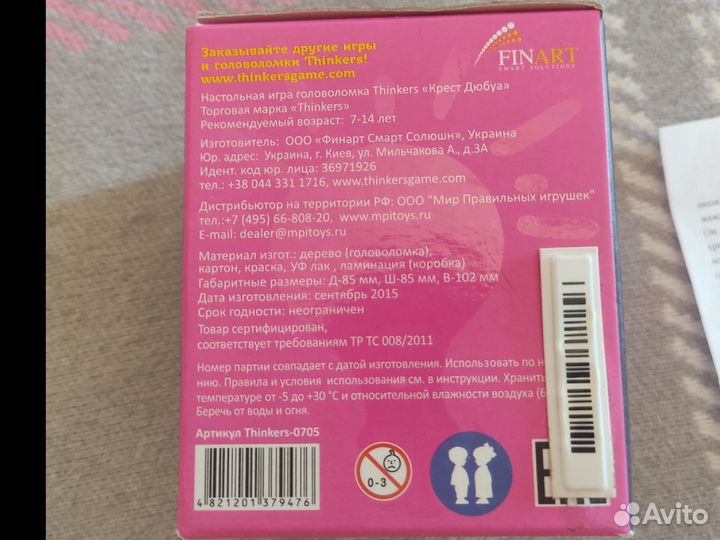 Заказывайте другие игры
и головоломки Thinkers!
www.thinkersgame.com
FINART
SMART SOLUTIONS
Настольная игра головоломка Thinkers «Крест Дюбуа»
Торговая марка «Thinkers»
Рекомендуемый возраст: 7-14 лет
Изготовитель: ООО «Финарт Смарт Солюшн», Украина
Юр. адрес: Украина, г. Киев, ул. Мильчакова А., д.3А
Идент. код юр. лица: 36971926
тел.: +38 044 331 1716, www.thinkersgame.com
Дистрибьютор на территории РФ: ООО "Мир Правильных игрушек"
тел.:+7 (495) 66-808-20, www.mpitoys.ru
E-mail: dealer@mpitoys.ru
Материал изгот.: дерево (головоломка),
картон, краска, УФ лак , ламинация (коробка)
Габаритные размеры: Д-85 мм, Ш-85 мм, В-102 мм
Дата изготовления: сентябрь 2015
Срок годности: неограничен
Товар сертифицирован,
соответствует требованиям ТР ТС 008/2011
Номер партии совпадает с датой изготовления. Использовать по н
нию. Правила и условия использования см. в инструкции. Хранить
температуре от -5 до +30 °С и относительной влажности воздуха (6
Беречь от воды и огня.
Артикул Thinkers-0705
4 821201 379476
0-3
Avito